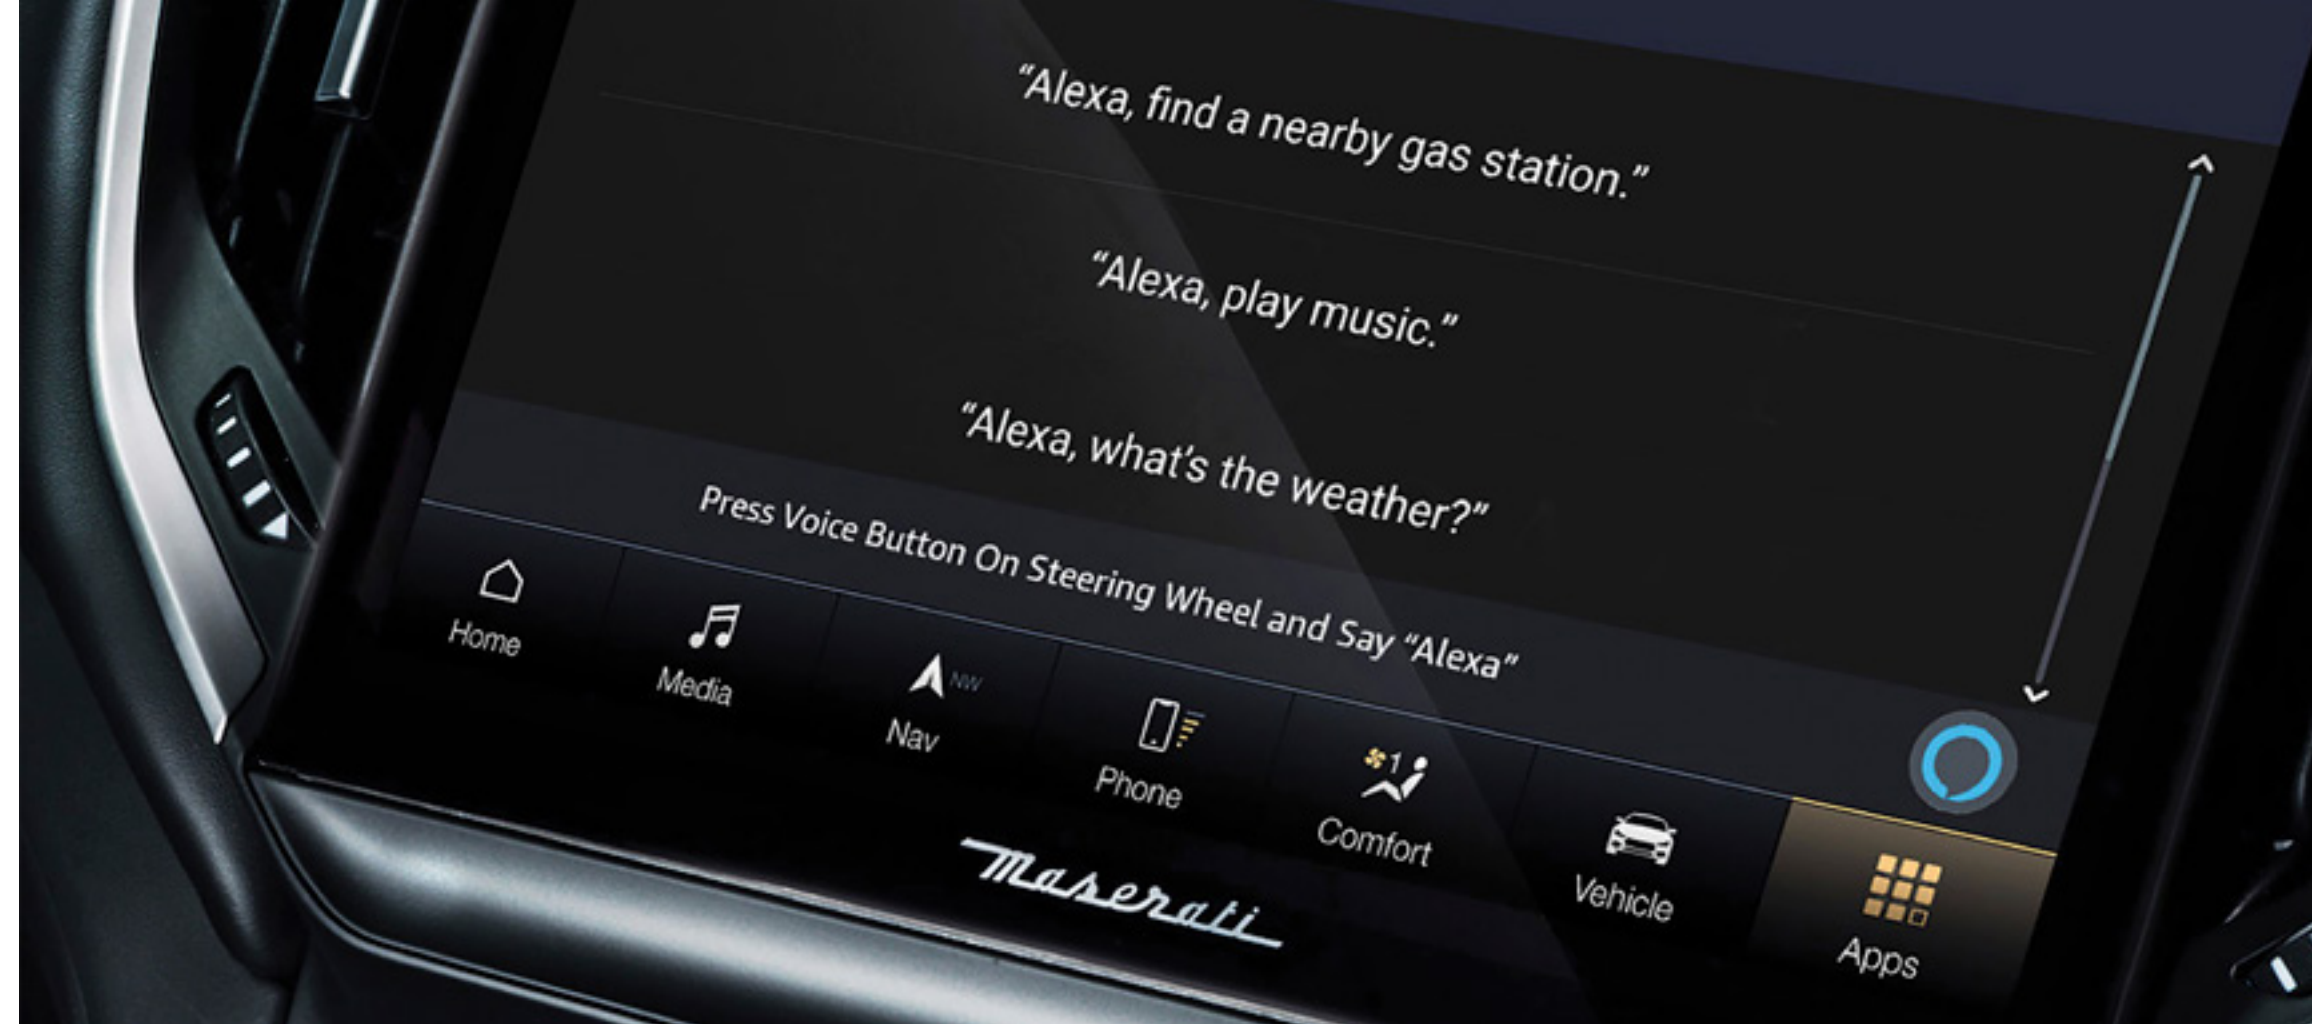 “Alexa, find a nearby gas station.”
“Alexa, play music.”
“Alexa, what’s the weather?”
Press Voice Button On Steering Wheel and Say “Alexa”
Home
Media
NW
Nav
Phone
1
Comfort
Vehicle
Apps
Maserati